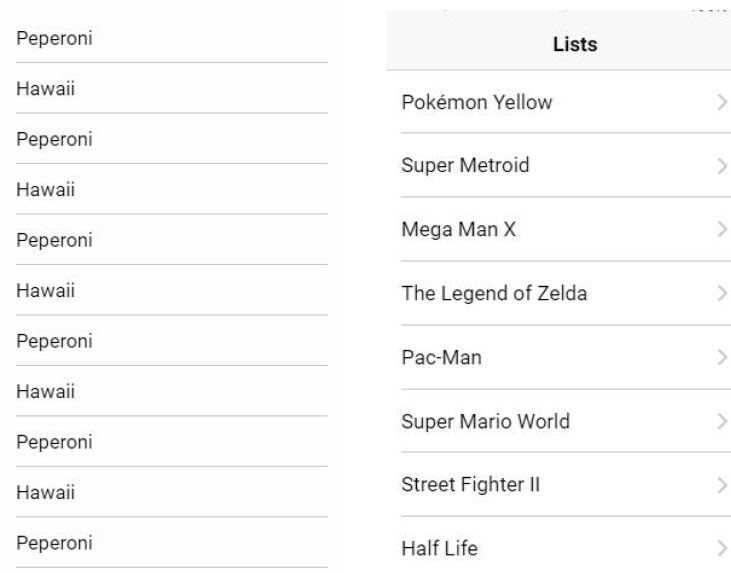 Peperoni
Hawaii
Peperoni
Hawaii
Peperoni
Hawaii
Peperoni
Hawaii
Peperoni
Hawaii
Peperoni
Lists
Pokémon Yellow
Super Metroid
Mega Man X
The Legend of Zelda
Pac-Man
Super Mario World
Street Fighter II
Half Life